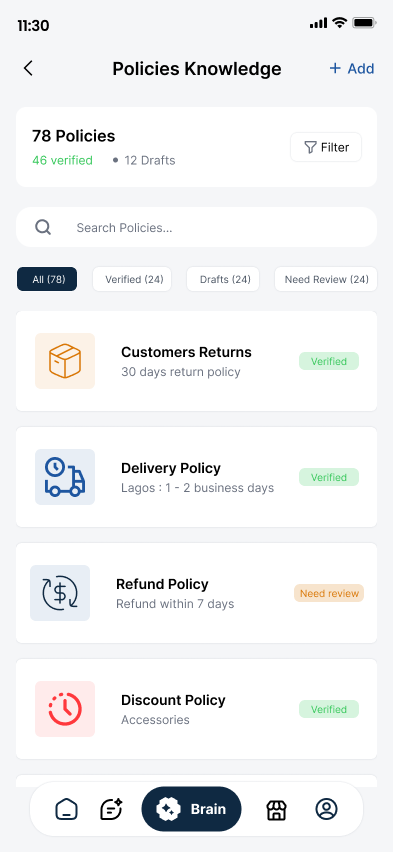 11:30
Policies Knowledge
+ Add
78 Policies
46 verified • 12 Drafts
Filter
Search Policies...
All (78) Verified (24) Drafts (24) Need Review (24)
Customers Returns
30 days return policy
Verified
Delivery Policy
Lagos : 1 - 2 business days
Verified
Refund Policy
Refund within 7 days
Need review
Discount Policy
Accessories
Verified
Brain